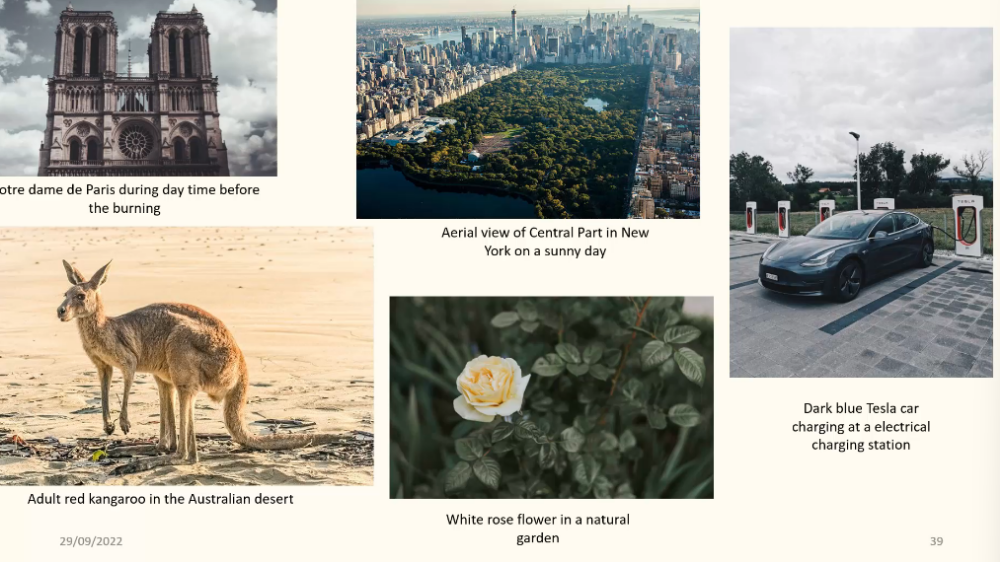 otre dame de Paris during day time before
the burning
Aerial view of Central Part in New
York on a sunny day
TESLA
Dark blue Tesla car
charging at a electrical
charging station
Adult red kangaroo in the Australian desert
White rose flower in a natural
garden
29/09/2022
39